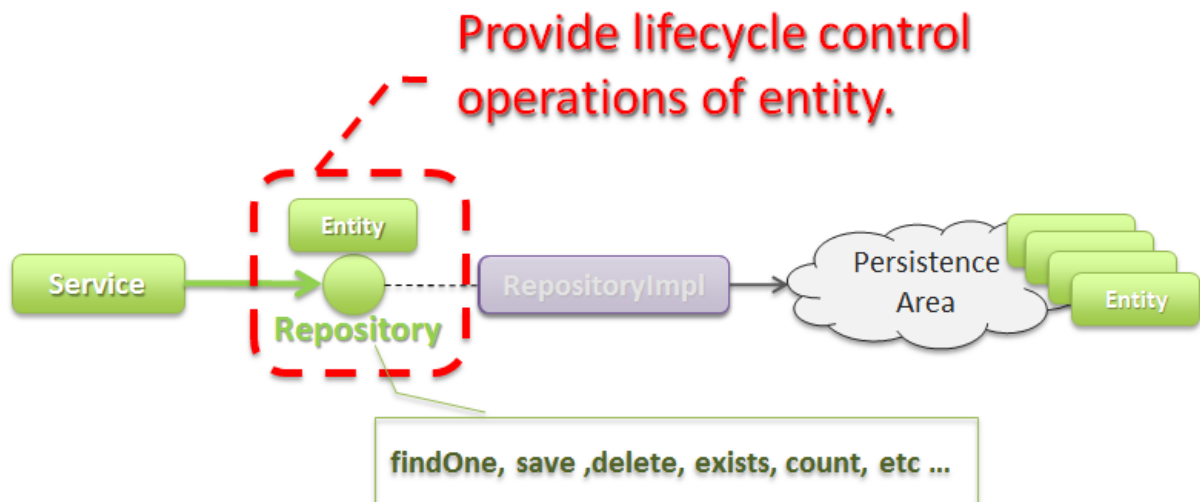 Provide lifecycle control
operations of entity.
Entity
Service
Repository
RepositoryImpl
Persistence
Area
Entity
findOne, save ,delete, exists, count, etc ...